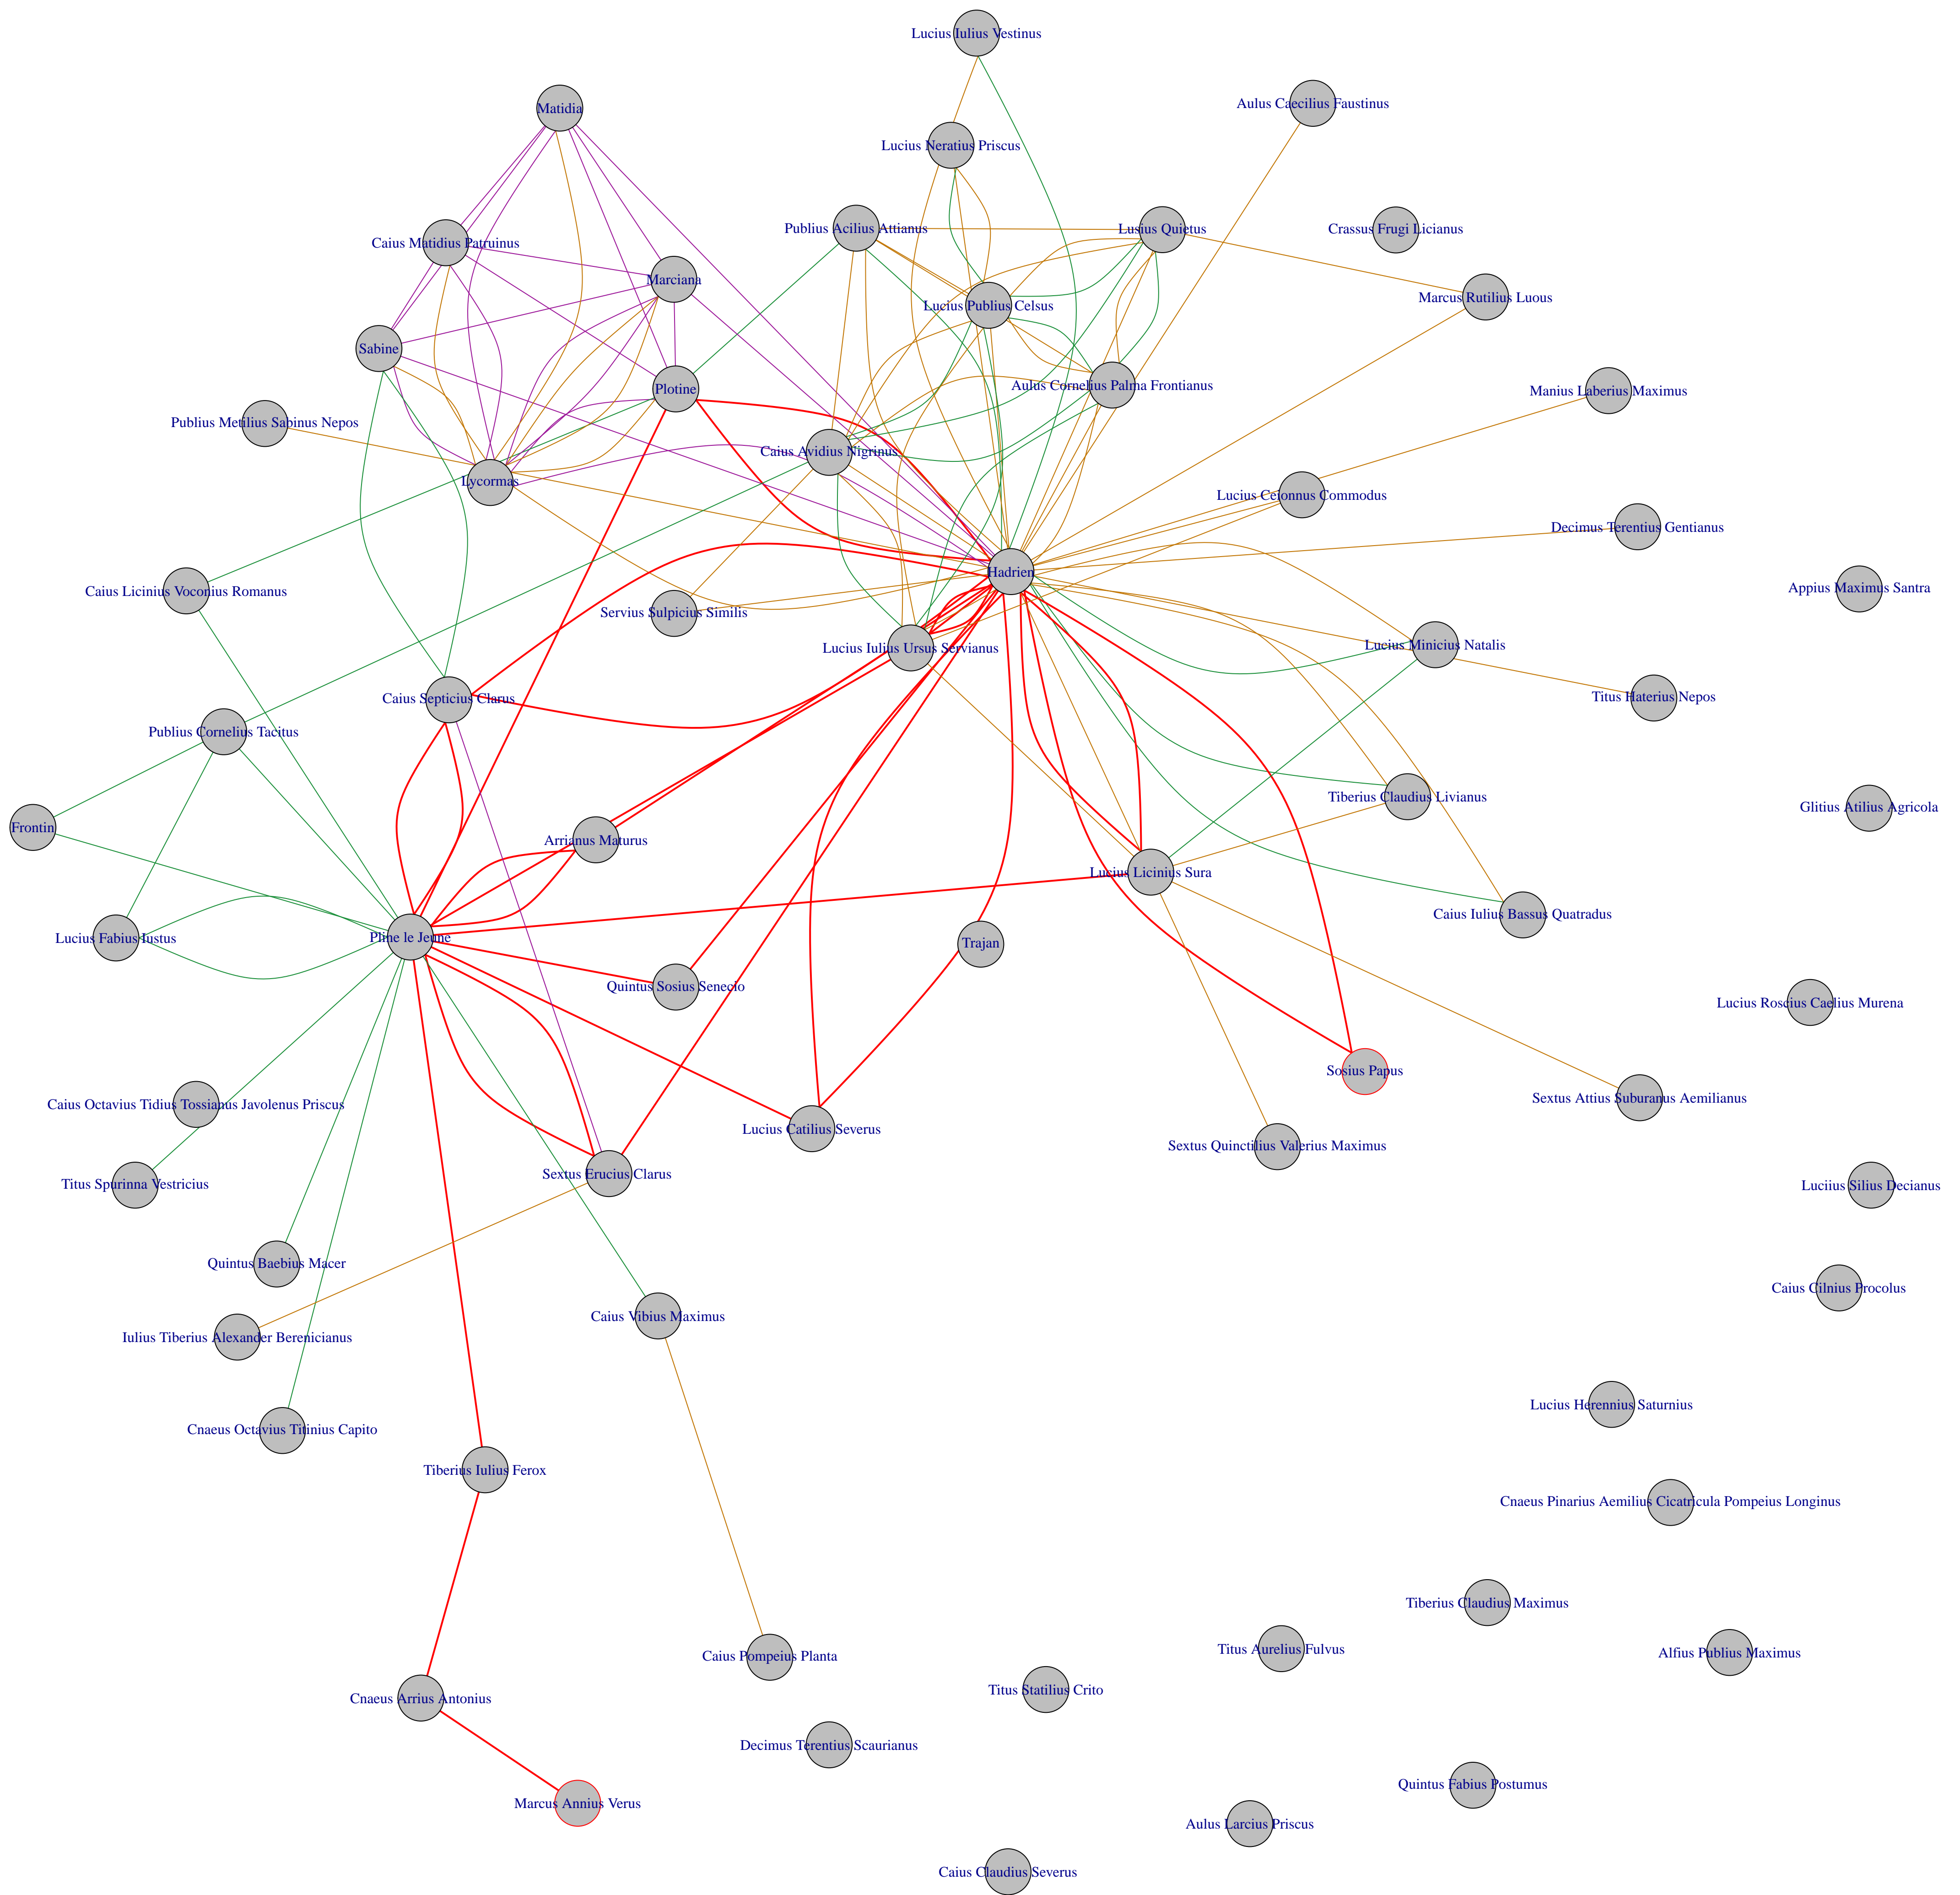 Lucius Iulius Vestinus
Aulus Caecilius Faustinus
Matidia
Lucius Neratius Priscus
Publius Acilius Attianus
Lusius Quietus
Crassus Frugi Licianus
Caius Matidius Patruinus
Marciana
Marcus Rutilius Luous
Lucius Publius Celsus
Sabine
Plotine
Aulus Cornelius Palma Frontianus
Manius Laberius Maximus
Publius Metilius Sabinus Nepos
Caius Avidius Nigrinus
Lycormas
Lucius Ceionnus Commodus
Decimus Terentius Gentianus
Hadrien
Caius Licinius Voconius Romanus
Appius Maximus Santra
Servius Sulpicius Similis
Lucius Iulius Ursus Servianus
Lucius Minicius Natalis
Caius Septicius Clarus
Titus Haterius Nepos
Publius Cornelius Tacitus
Tiberius Claudius Livianus
Glitius Atilius Agricola
Frontin
Arrianus Maturus
Lucius Licinius Sura
Caius Iulius Bassus Quatradus
Lucius Fabius Iustus
Pline le Jeune
Trajan
Quintus Sosius Senecio
Lucius Roscius Caelius Murena
Sosius Papus
Sextus Attius Suburanus Aemilianus
Caius Octavius Tidius Tossianus Javolenus Priscus
Lucius Catilius Severus
Sextus Quinctilius Valerius Maximus
Sextus Erucius Clarus
Titus Spurinna Vestricius
Luciius Silius Decianus
Quintus Baebius Macer
Caius Cilnius Procolus
Caius Vibius Maximus
Iulius Tiberius Alexander Berenicianus
Lucius Herennius Saturnius
Cnaeus Octavius Titinius Capito
Tiberius Iulius Ferox
Cnaeus Pinarius Aemilius Cicatricula Pompeius Longinus
Tiberius Claudius Maximus
Titus Aurelius Fulvus
Alfius Publius Maximus
Caius Pompeius Planta
Titus Statilius Crito
Cnaeus Arrius Antonius
Decimus Terentius Scaurianus
Quintus Fabius Postumus
Marcus Annius Verus
Aulus Larcius Priscus
Caius Claudius Severus